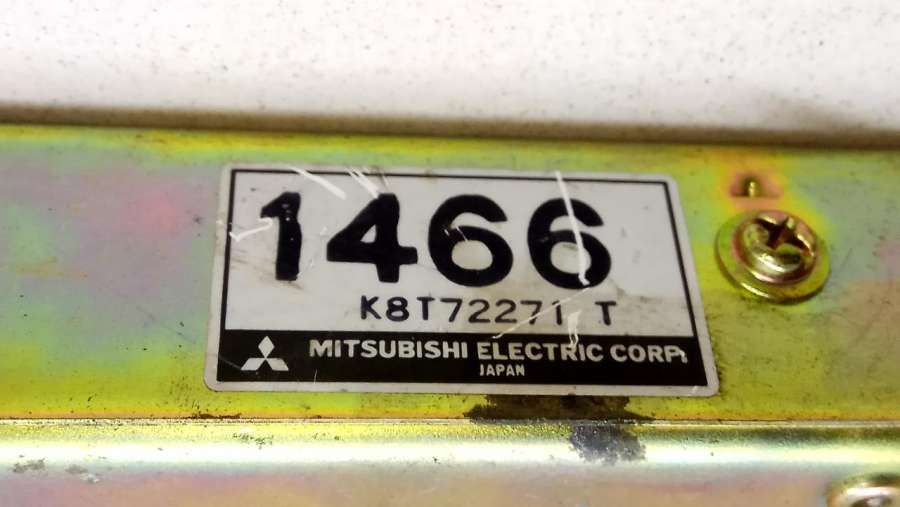 1466
K8T72271 T
MITSUBISHI ELECTRIC CORP.
JAPAN